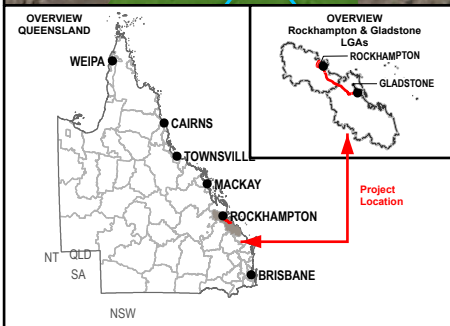 OVERVIEW
QUEENSLAND
WEIPA
CAIRNS
TOWNSVILLE
MACKAY
ROCKHAMPTON
BRISBANE
NT
QLD
SA
NSW
OVERVIEW
Rockhampton & Gladstone
LGAs
ROCKHAMPTON
GLADSTONE
Project
Location